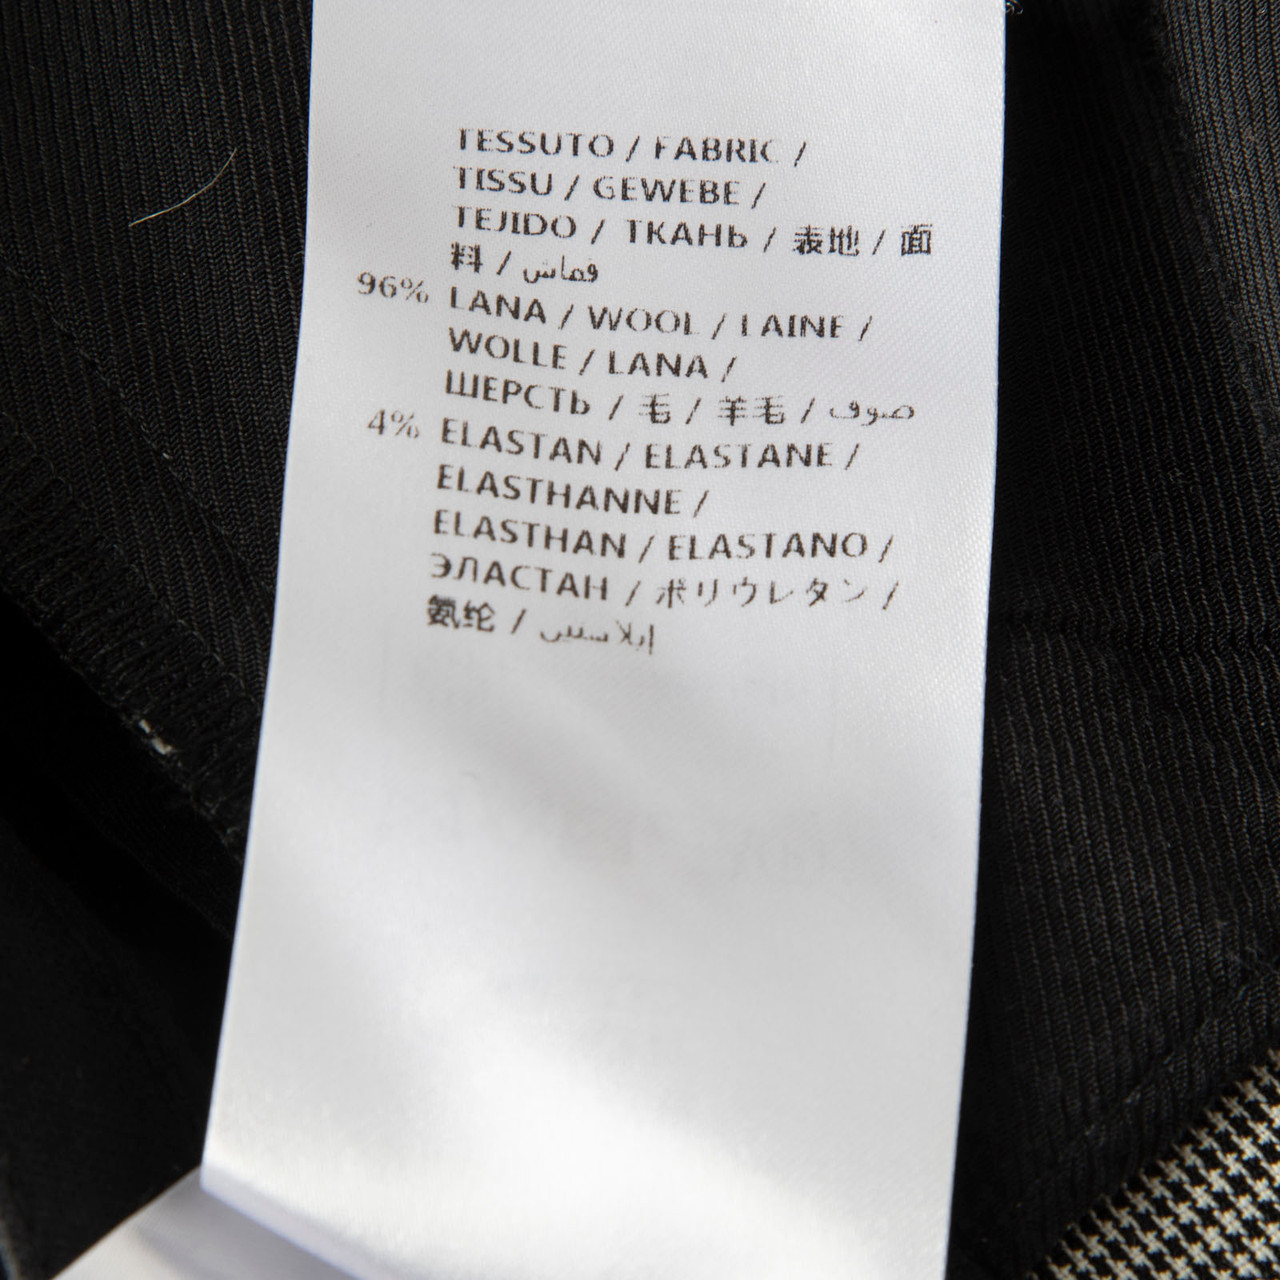 TESSUTO / FABRIC /
TISSU / GEWEBE /
TEJIDO / ТКАНЬ / 表地 / 面
料 / قماش
96% LANA / WOOL / LAINE /
WOLLE / LANA /
ШЕРСТЬ / 毛 / 羊毛 / صوف
4% ELASTAN / ELASTANE /
ELASTHANNE /
ELASTHAN / ELASTANO /
ЭЛАСТАН / ポリウレタン /
氨纶 / إيلاستين